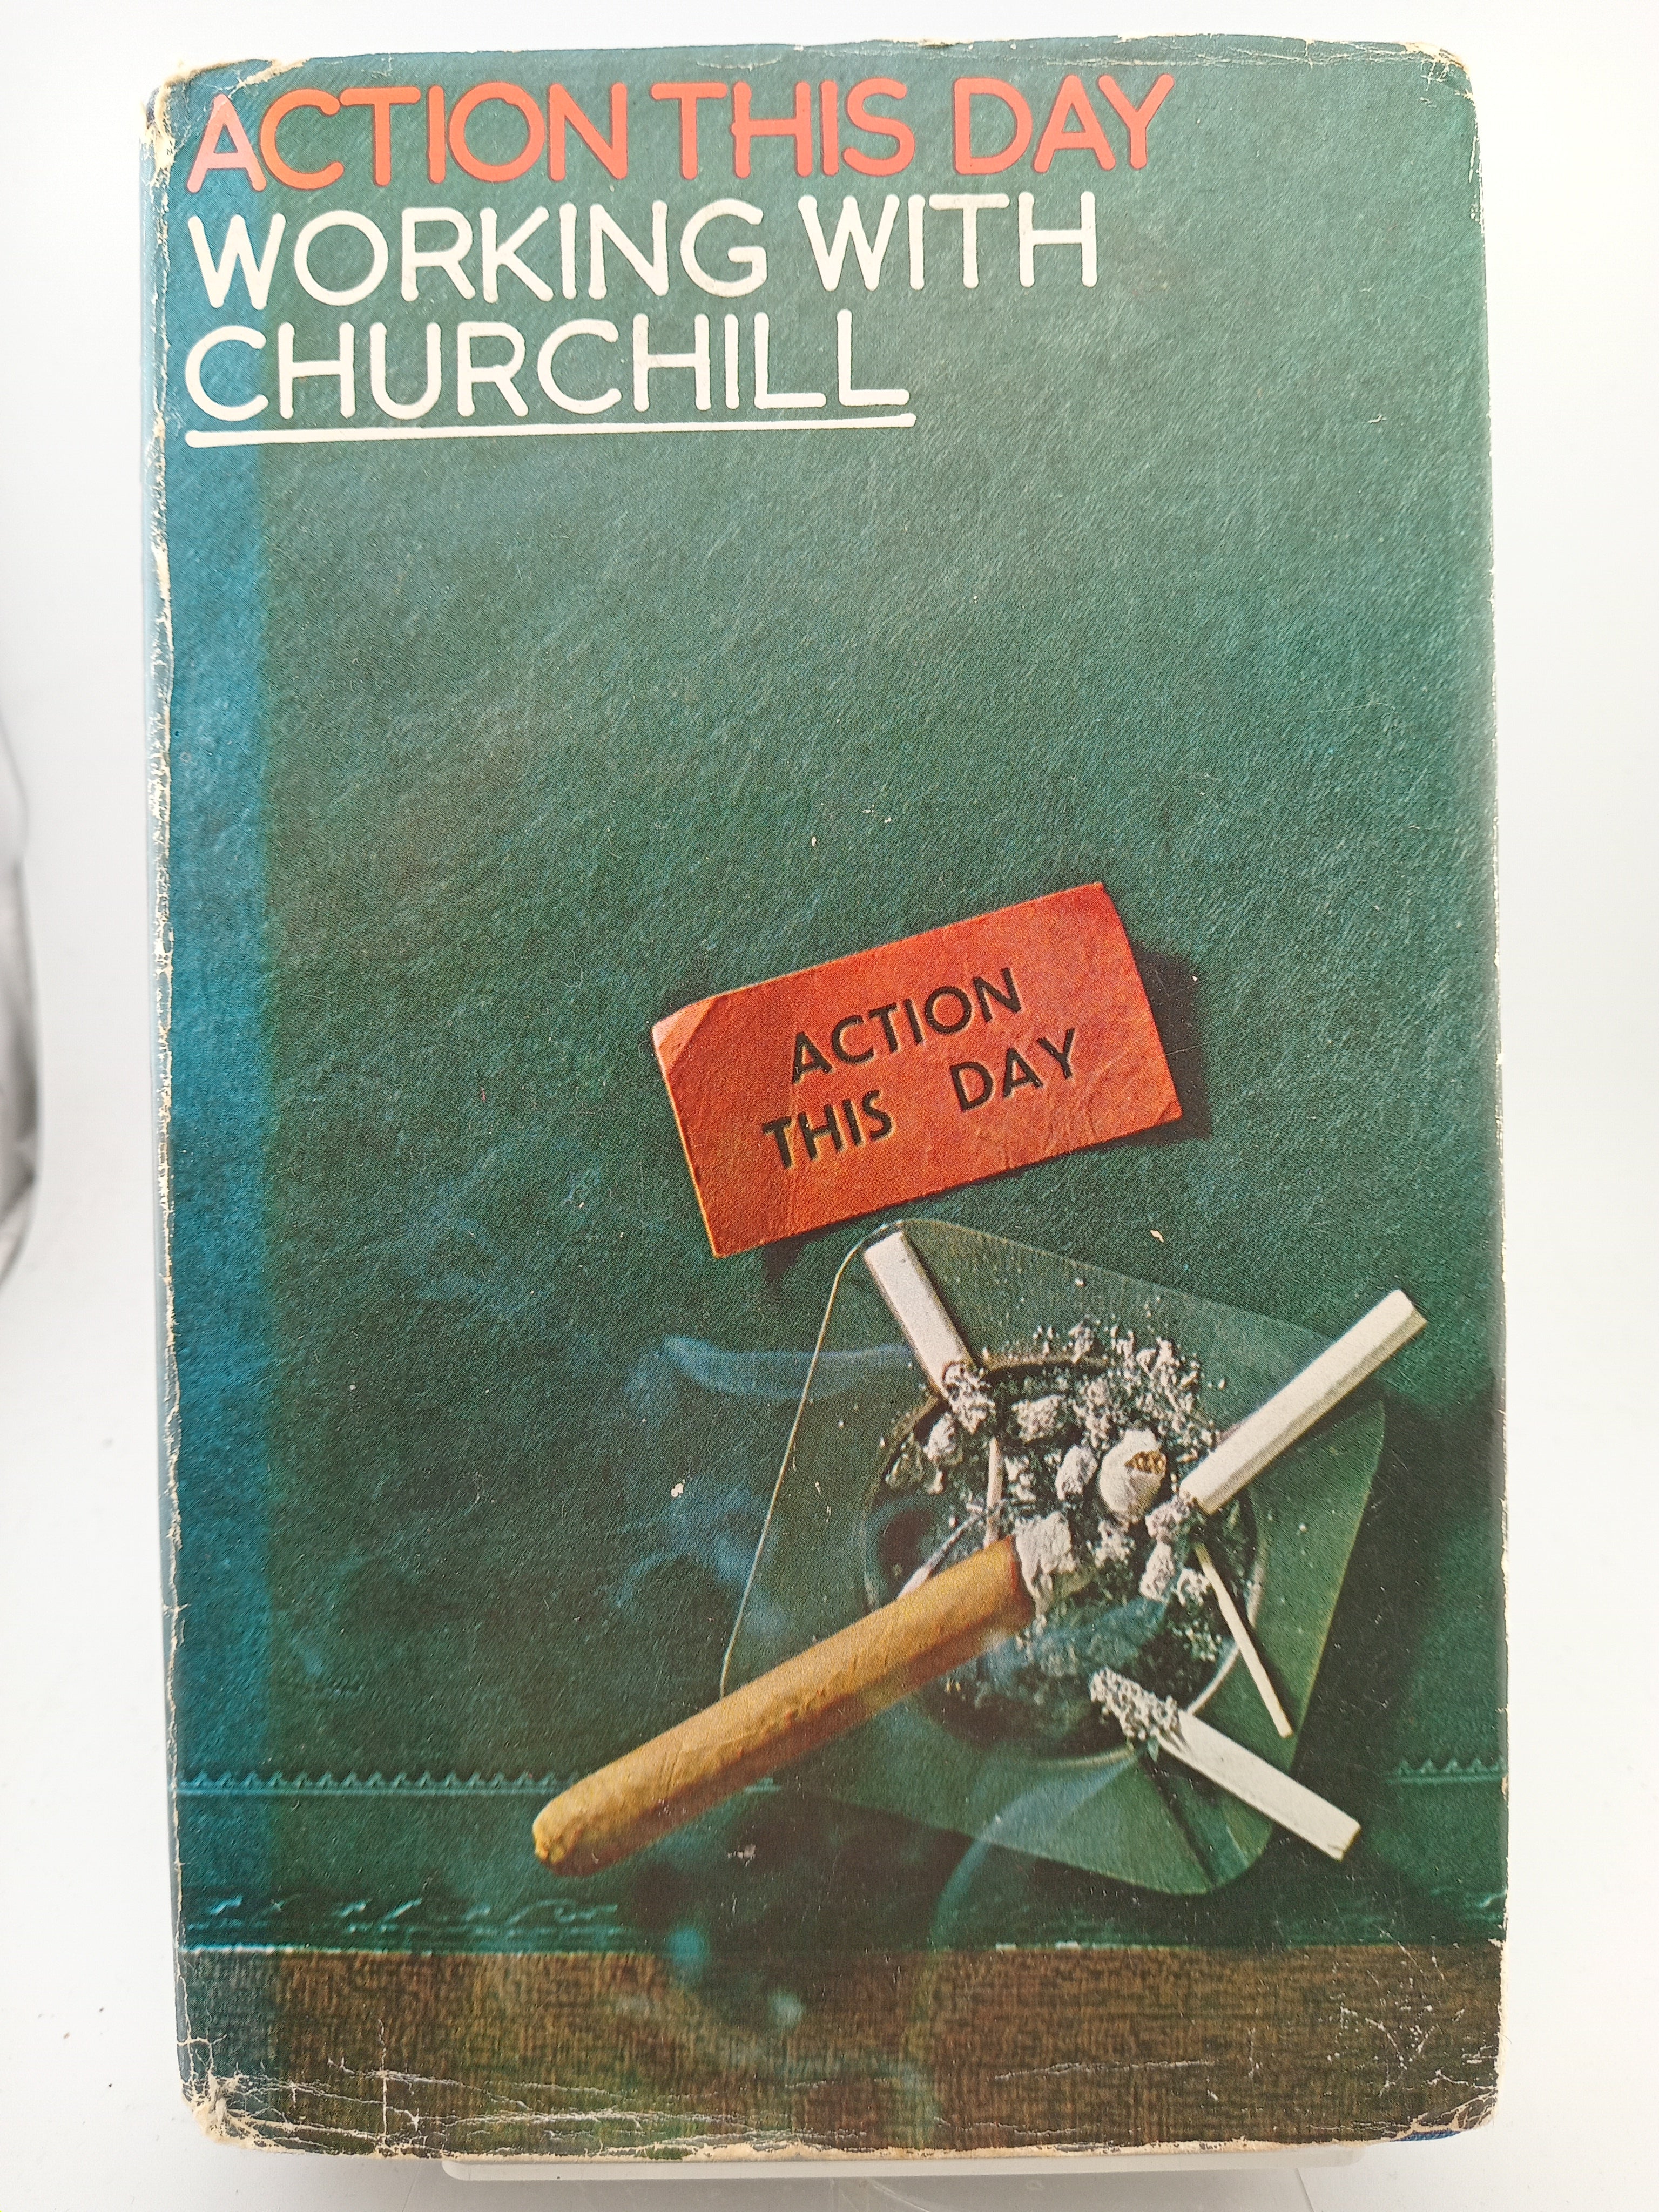 ACTION THIS DAY
WORKING WITH
CHURCHILL
ACTION
THIS DAY